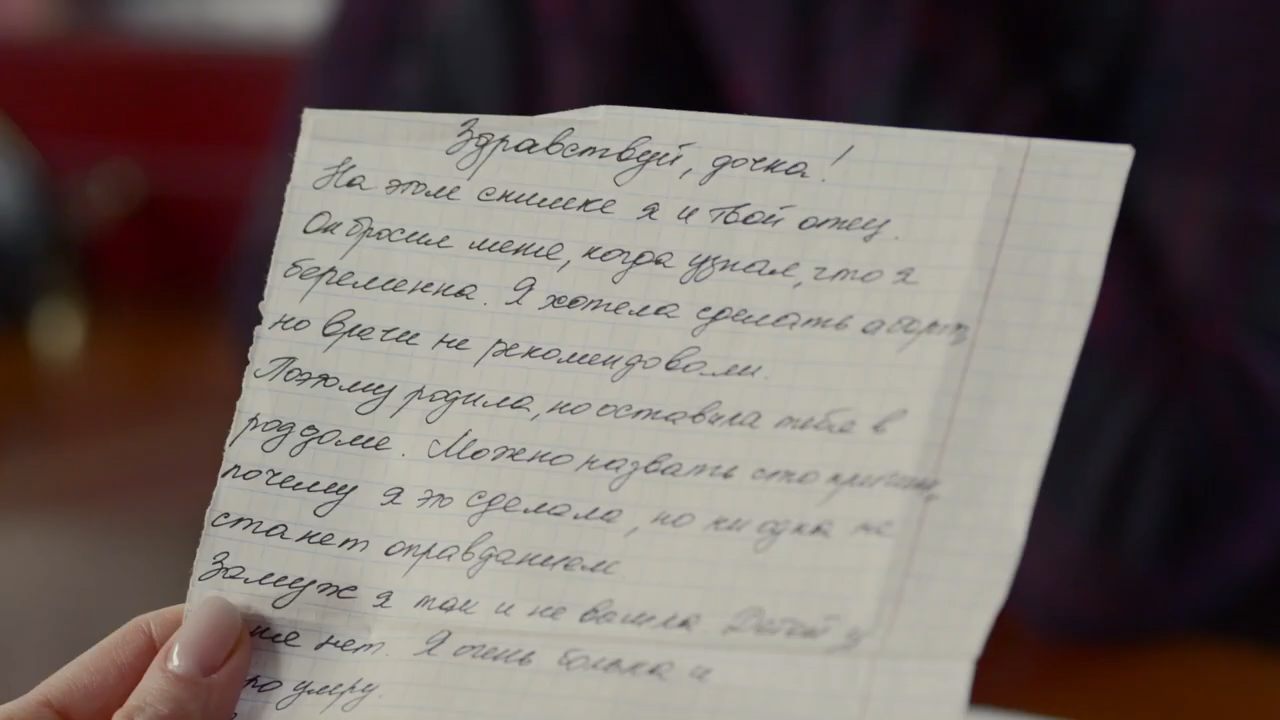 Здравствуй, дочка!
На этом снимке я и твой отец.
Он бросил меня, когда узнал, что я
беременна. Я хотела сделать аборт,
но врачи не рекомендовали.
Поэтому родила, но оставила тебя в
роддоме. Можно назвать сто причин,
почему я это сделала, но ни одна не
станет оправданием.
Замуж я так и не вышла Детей у
нет. Я очень больна и
умру.